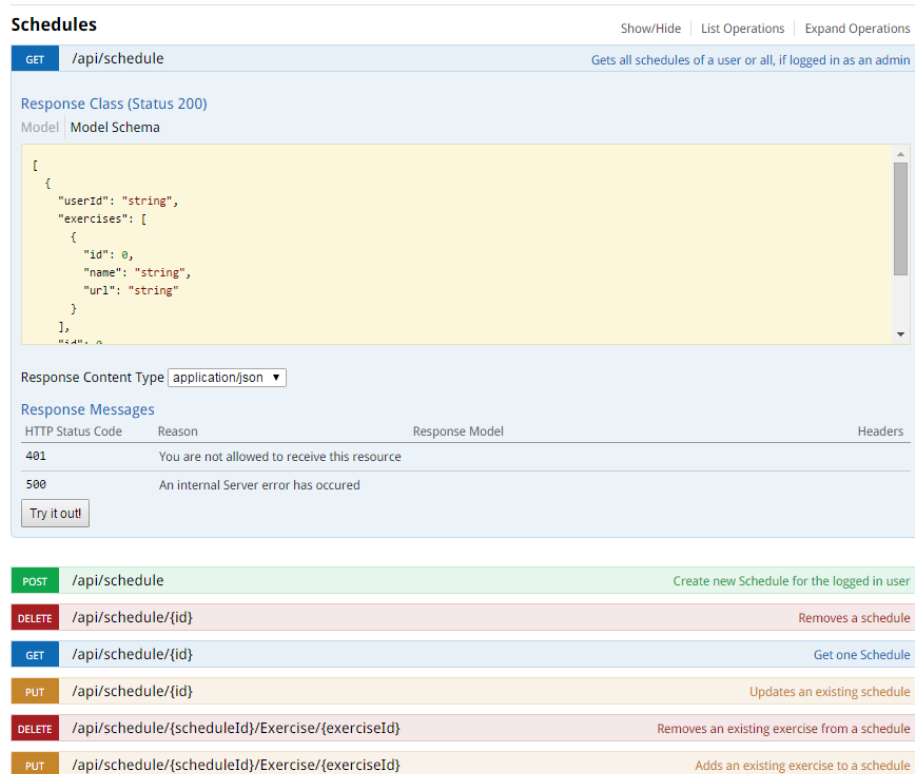 Schedules
Show/Hide List Operations Expand Operations
GET /api/schedule Gets all schedules of a user or all, if logged in as an admin
Response Class (Status 200)
Model Model Schema
[
{
"userId": "string",
"exercises": [
{
"id": 0,
"name": "string",
"url": "string"
}
],
"id": 0
Response Content Type application/json
Response Messages
HTTP Status Code Reason Response Model Headers
401 You are not allowed to receive this resource
500 An internal Server error has occured
Try it out!
POST /api/schedule Create new Schedule for the logged in user
DELETE /api/schedule/{id} Removes a schedule
GET /api/schedule/{id} Get one Schedule
PUT /api/schedule/{id} Updates an existing schedule
DELETE /api/schedule/{scheduleId}/Exercise/{exerciseId} Removes an existing exercise from a schedule
PUT /api/schedule/{scheduleId}/Exercise/{exerciseId} Adds an existing exercise to a schedule